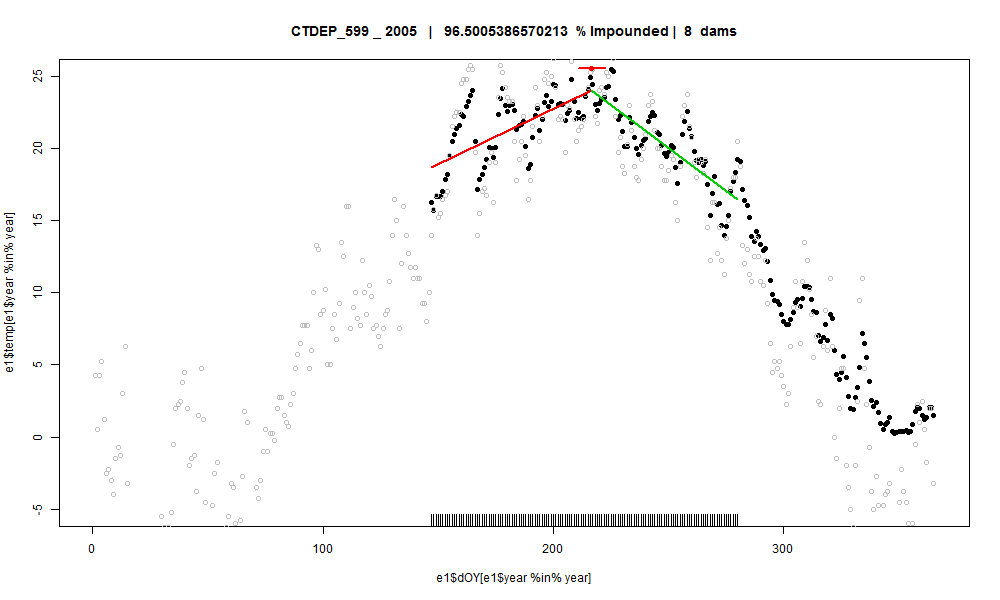 CTDEP_599 _ 2005 | 96.5005386570213 % Impounded | 8 dams
25
20
15
10
5
0
-5
e1$temp[e1$year %in% year]
0 100 200 300
e1$dOY[e1$year %in% year]